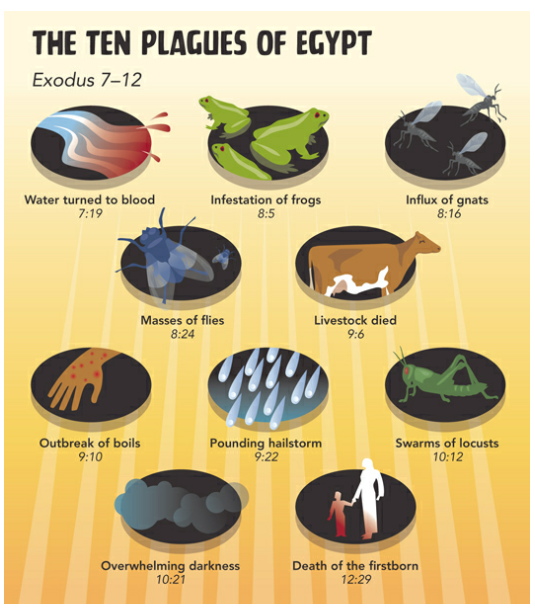 THE TEN PLAGUES OF EGYPT
Exodus 7–12
Water turned to blood
7:19
Infestation of frogs
8:5
Influx of gnats
8:16
Masses of flies
8:24
Livestock died
9:6
Outbreak of boils
9:10
Pounding hailstorm
9:22
Swarms of locusts
10:12
Overwhelming darkness
10:21
Death of the firstborn
12:29